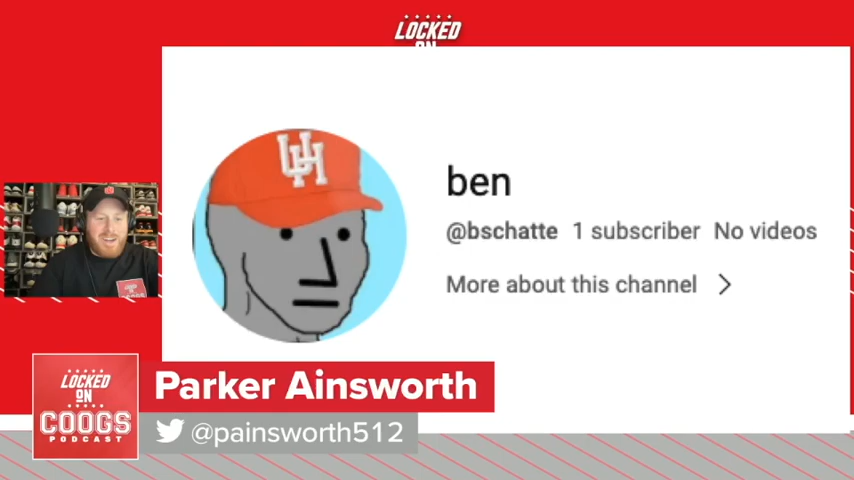 LOCKED
ON
UH
ben
@bschatte 1 subscriber No videos
More about this channel >
LOCKED
ON
COOGS
PODCAST
Parker Ainsworth
@painsworth512